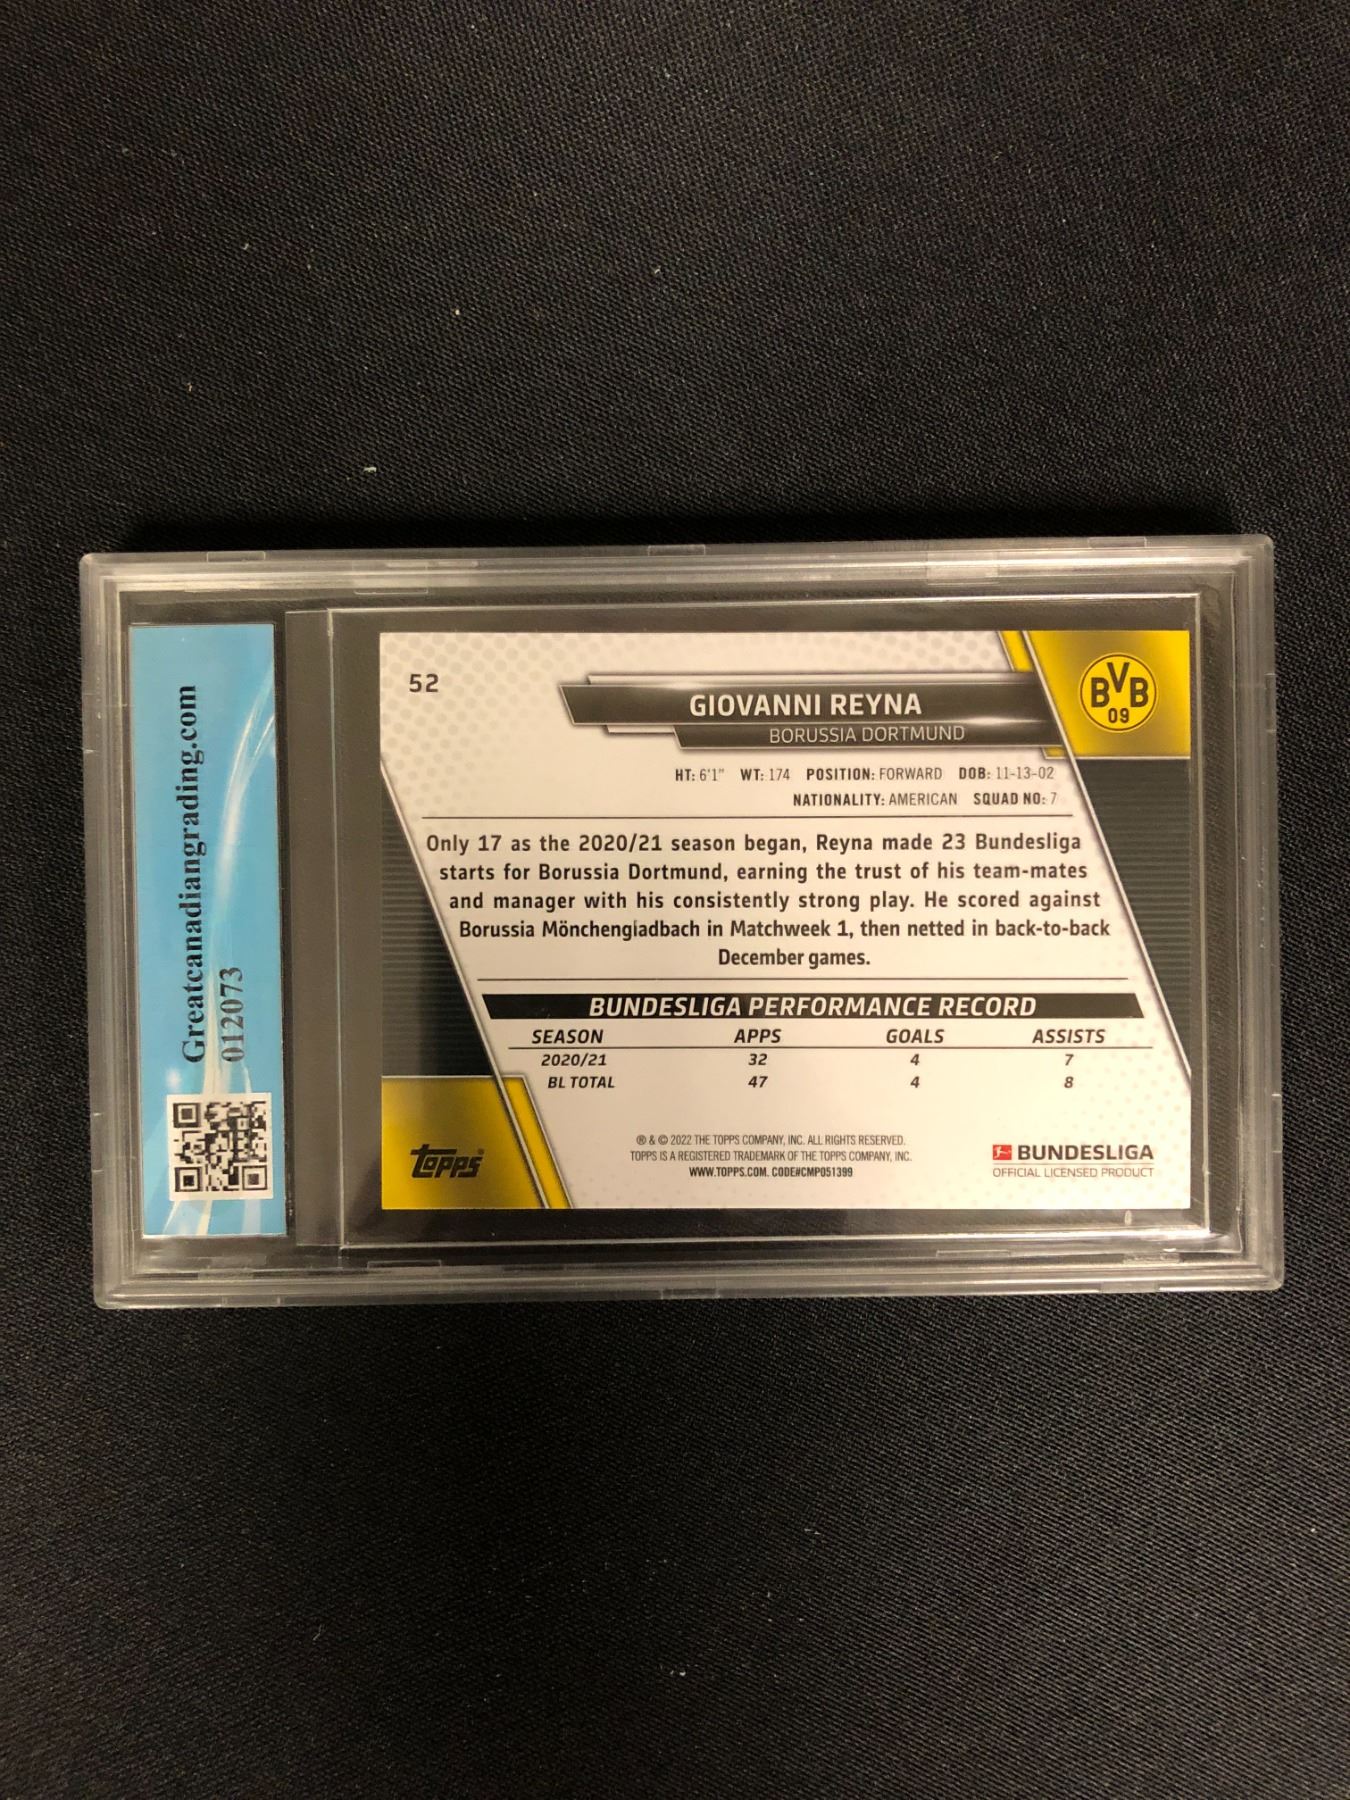 Greatcanadiangrading.com
012073
52
GIOVANNI REYNA
BORUSSIA DORTMUND
BVB
09
HT: 6'1" WT: 174 POSITION: FORWARD DOB: 11-13-02
NATIONALITY: AMERICAN SQUAD NO: 7
Only 17 as the 2020/21 season began, Reyna made 23 Bundesliga
starts for Borussia Dortmund, earning the trust of his team-mates
and manager with his consistently strong play. He scored against
Borussia Mönchengladbach in Matchweek 1, then netted in back-to-back
December games.
BUNDESLIGA PERFORMANCE RECORD
SEASON APPS GOALS ASSISTS
2020/21 32 4 7
BL TOTAL 47 4 8
topps
® & © 2022 THE TOPPS COMPANY, INC. ALL RIGHTS RESERVED.
TOPPS IS A REGISTERED TRADEMARK OF THE TOPPS COMPANY, INC.
WWW.TOPPS.COM. CODE#CMP051399
BUNDESLIGA
OFFICIAL LICENSED PRODUCT